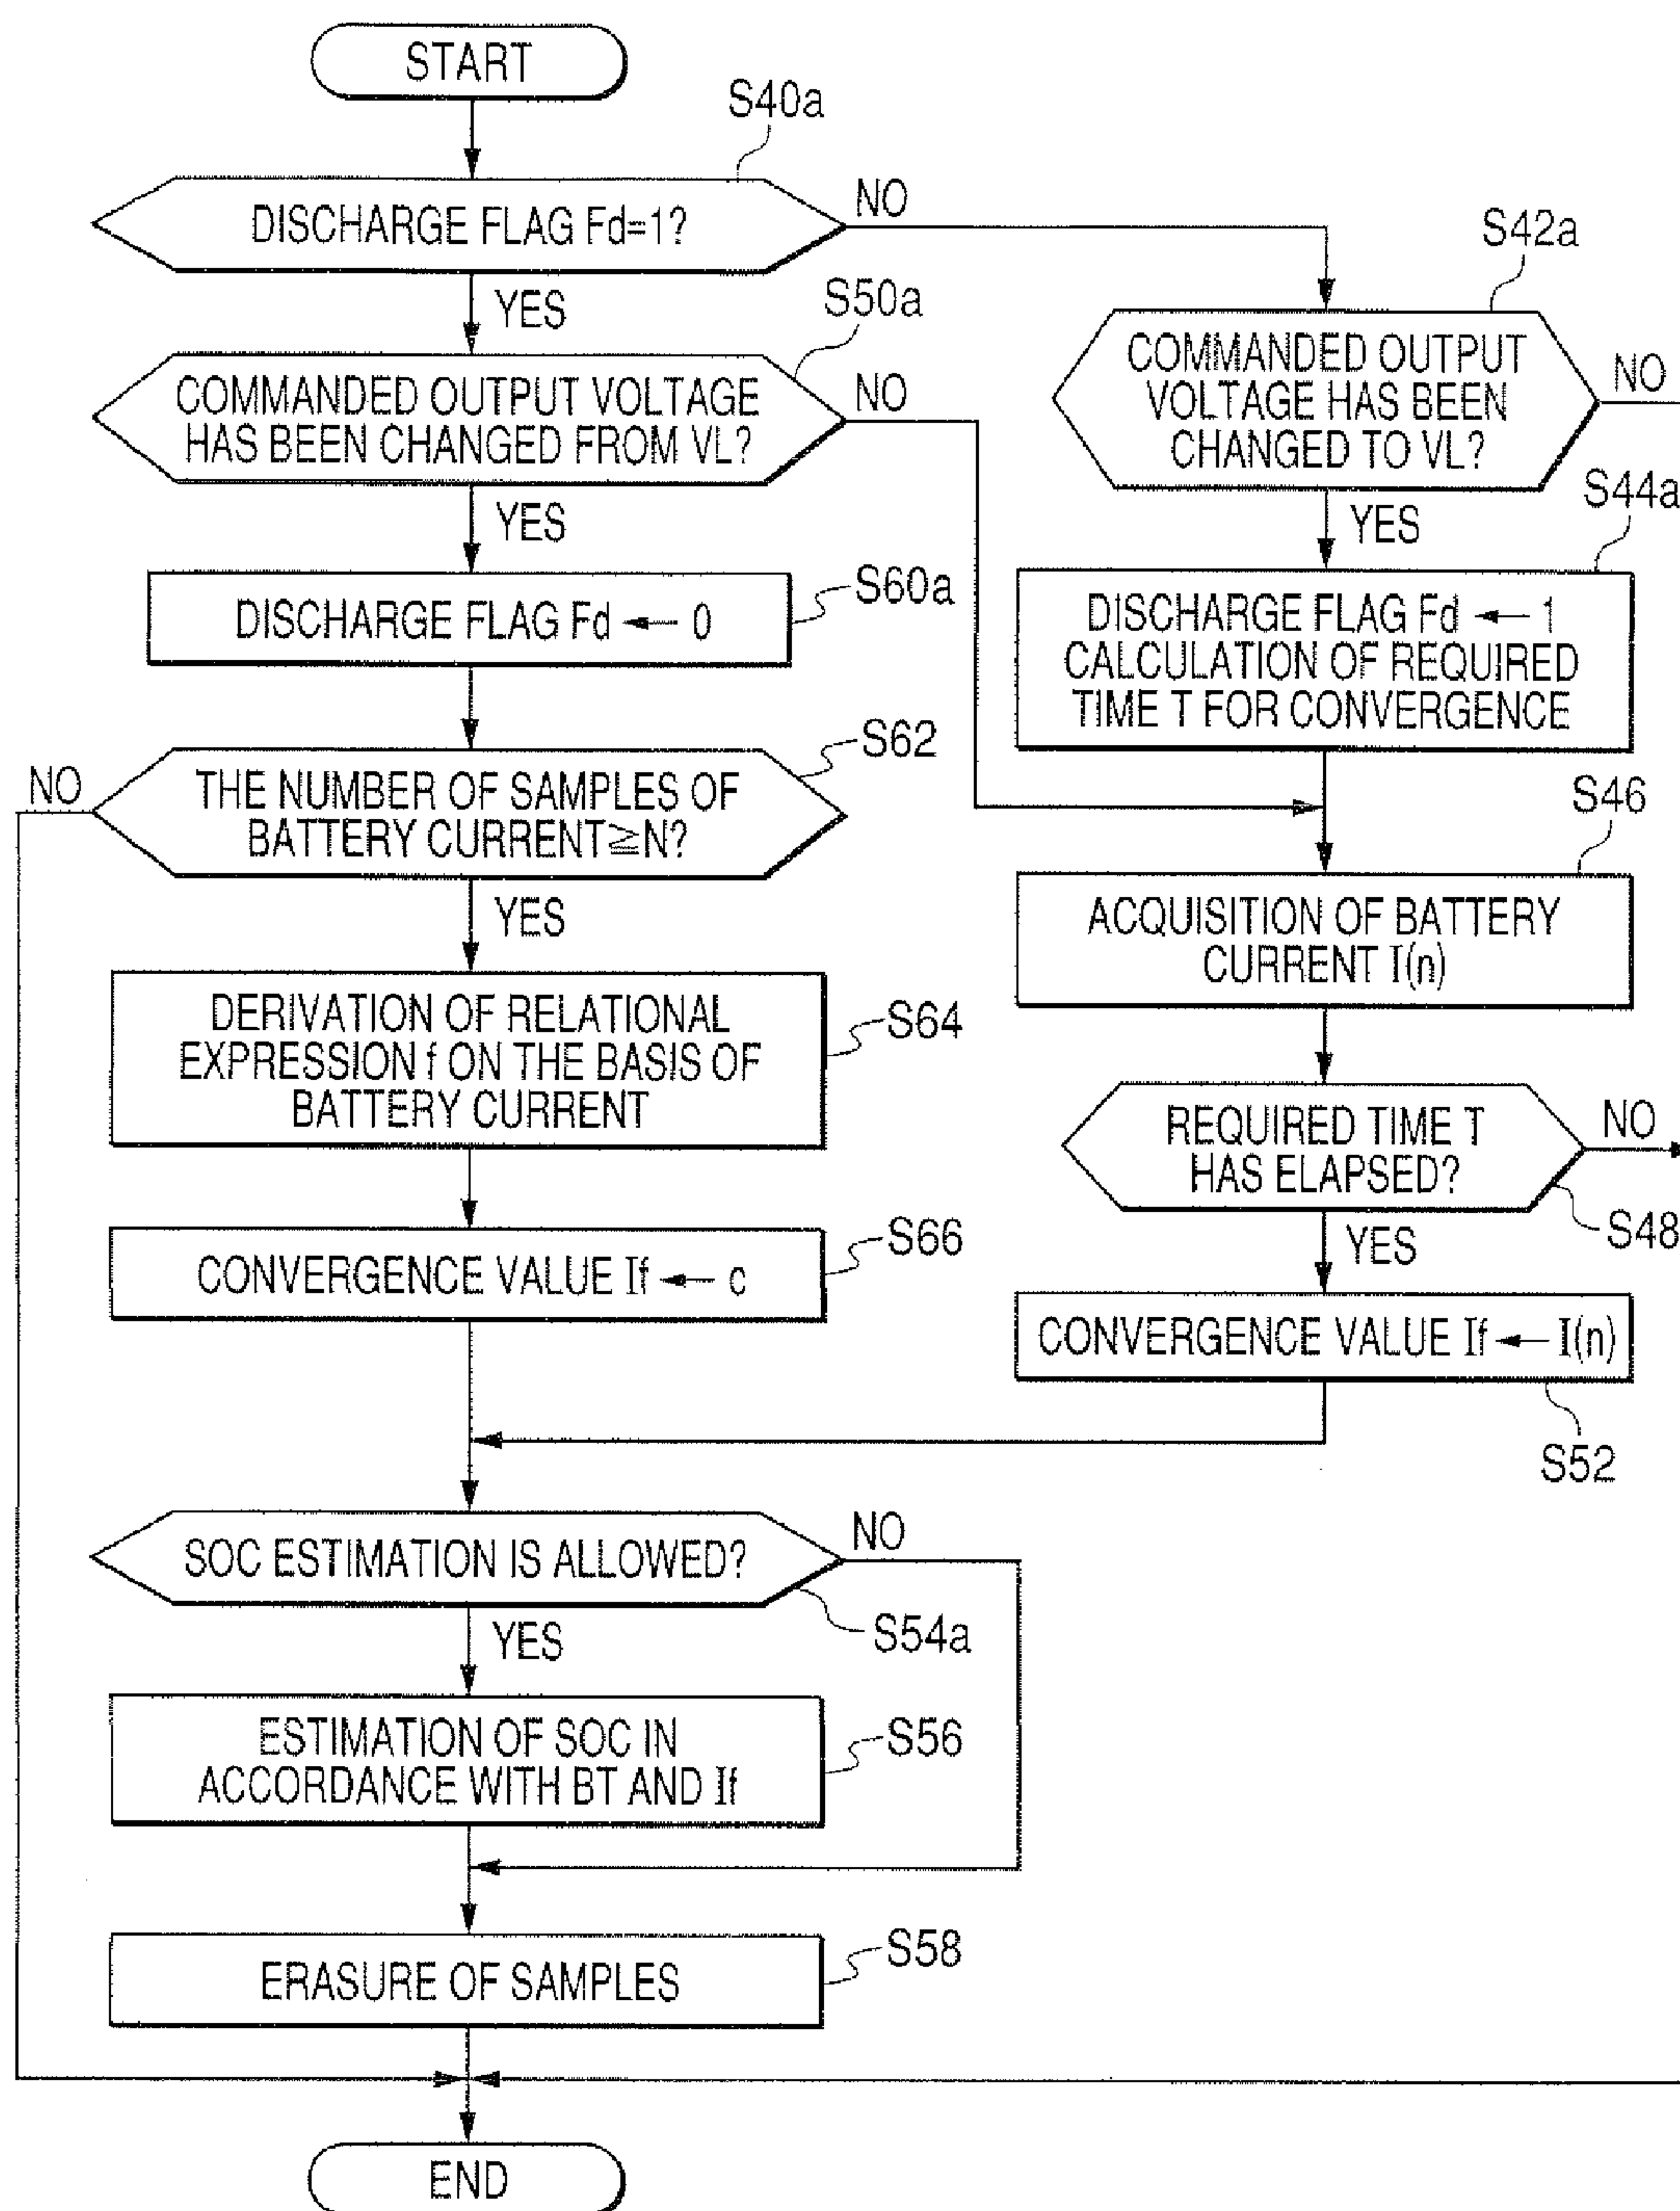 START
S40a
DISCHARGE FLAG Fd=1?
NO
YES
S42a
COMMANDED OUTPUT
VOLTAGE HAS BEEN
CHANGED TO VL?
NO
YES
S50a
COMMANDED OUTPUT VOLTAGE
HAS BEEN CHANGED FROM VL?
NO
YES
S44a
DISCHARGE FLAG Fd ← 1
CALCULATION OF REQUIRED
TIME T FOR CONVERGENCE
S60a
DISCHARGE FLAG Fd ← 0
S62
NO
THE NUMBER OF SAMPLES OF
BATTERY CURRENT≧N?
YES
S46
ACQUISITION OF BATTERY
CURRENT I(n)
S64
DERIVATION OF RELATIONAL
EXPRESSION f ON THE BASIS OF
BATTERY CURRENT
REQUIRED TIME T
HAS ELAPSED?
NO
S48
YES
S66
CONVERGENCE VALUE If ← c
CONVERGENCE VALUE If ← I(n)
S52
SOC ESTIMATION IS ALLOWED?
NO
S54a
YES
ESTIMATION OF SOC IN
ACCORDANCE WITH BT AND If
S56
ERASURE OF SAMPLES
S58
END